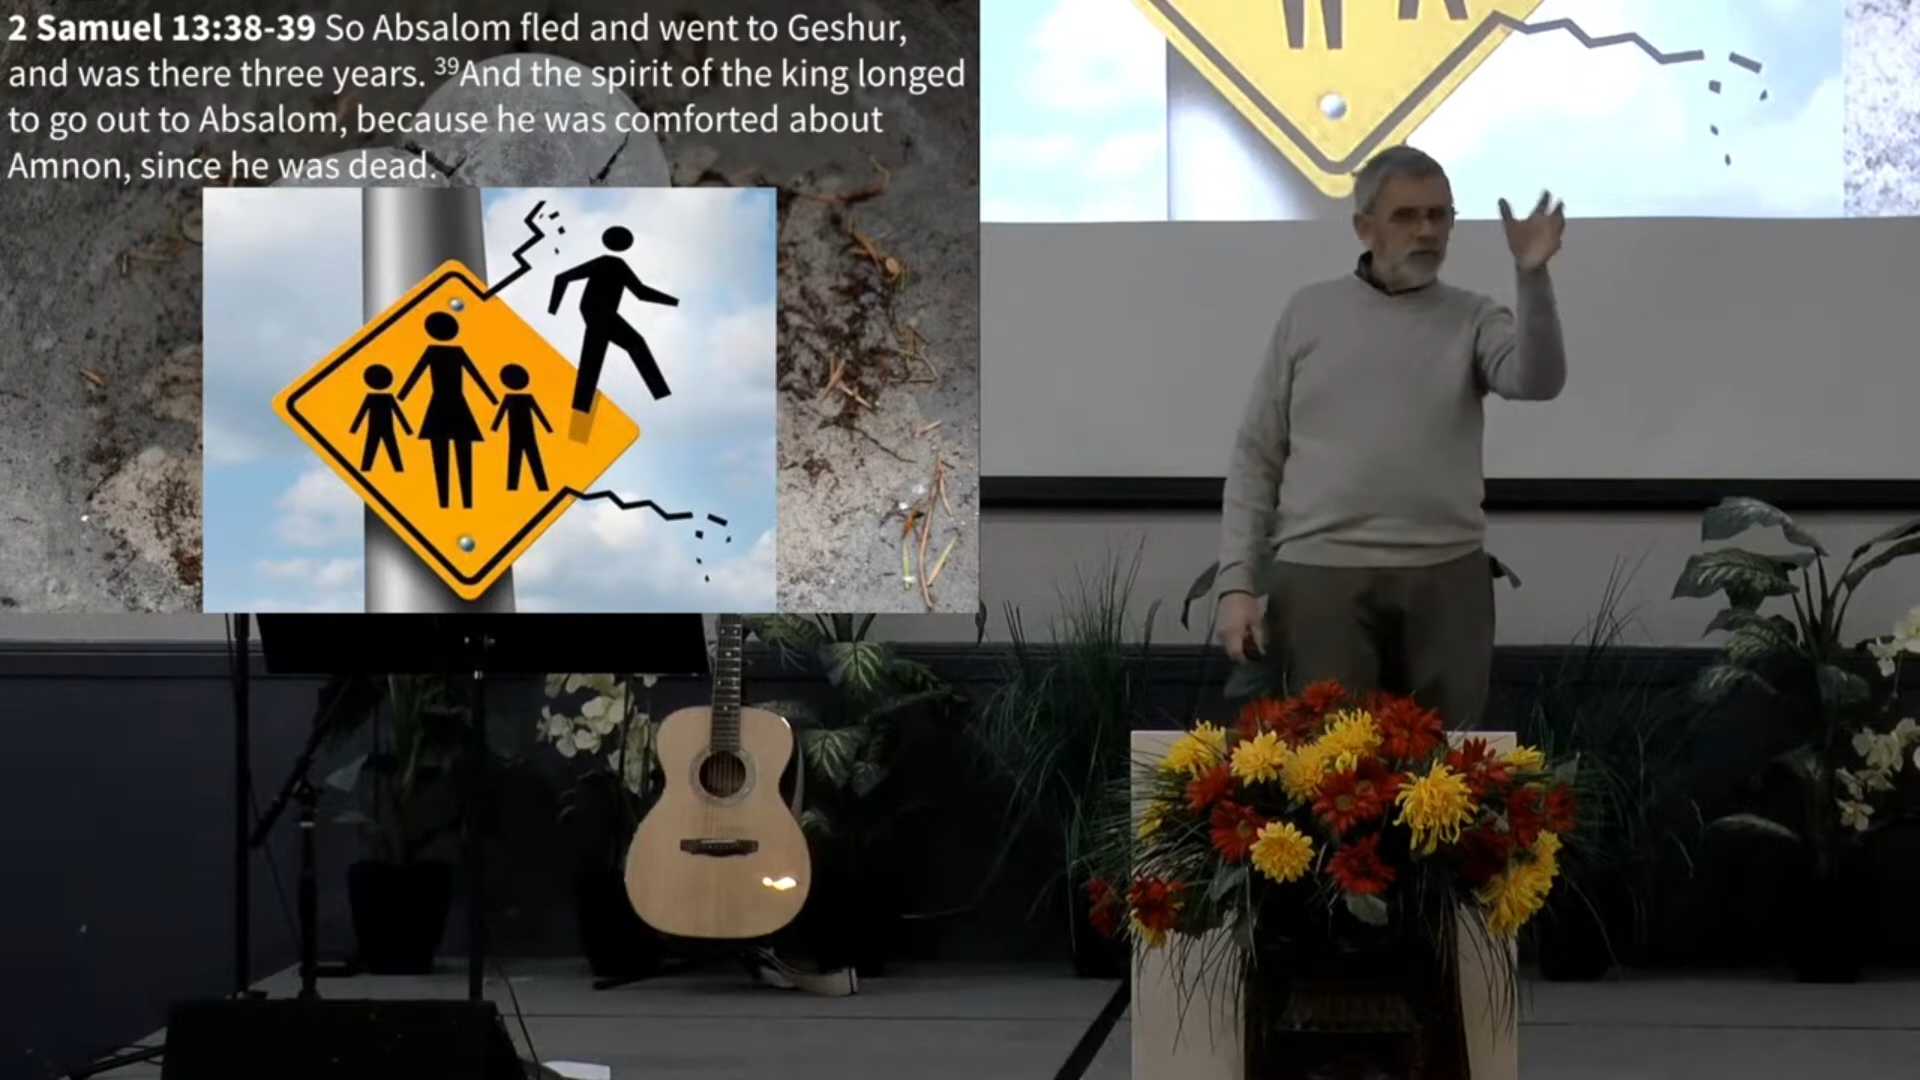 2 Samuel 13:38-39 So Absalom fled and went to Geshur,
and was there three years. ³⁹And the spirit of the king longed
to go out to Absalom, because he was comforted about
Amnon, since he was dead.